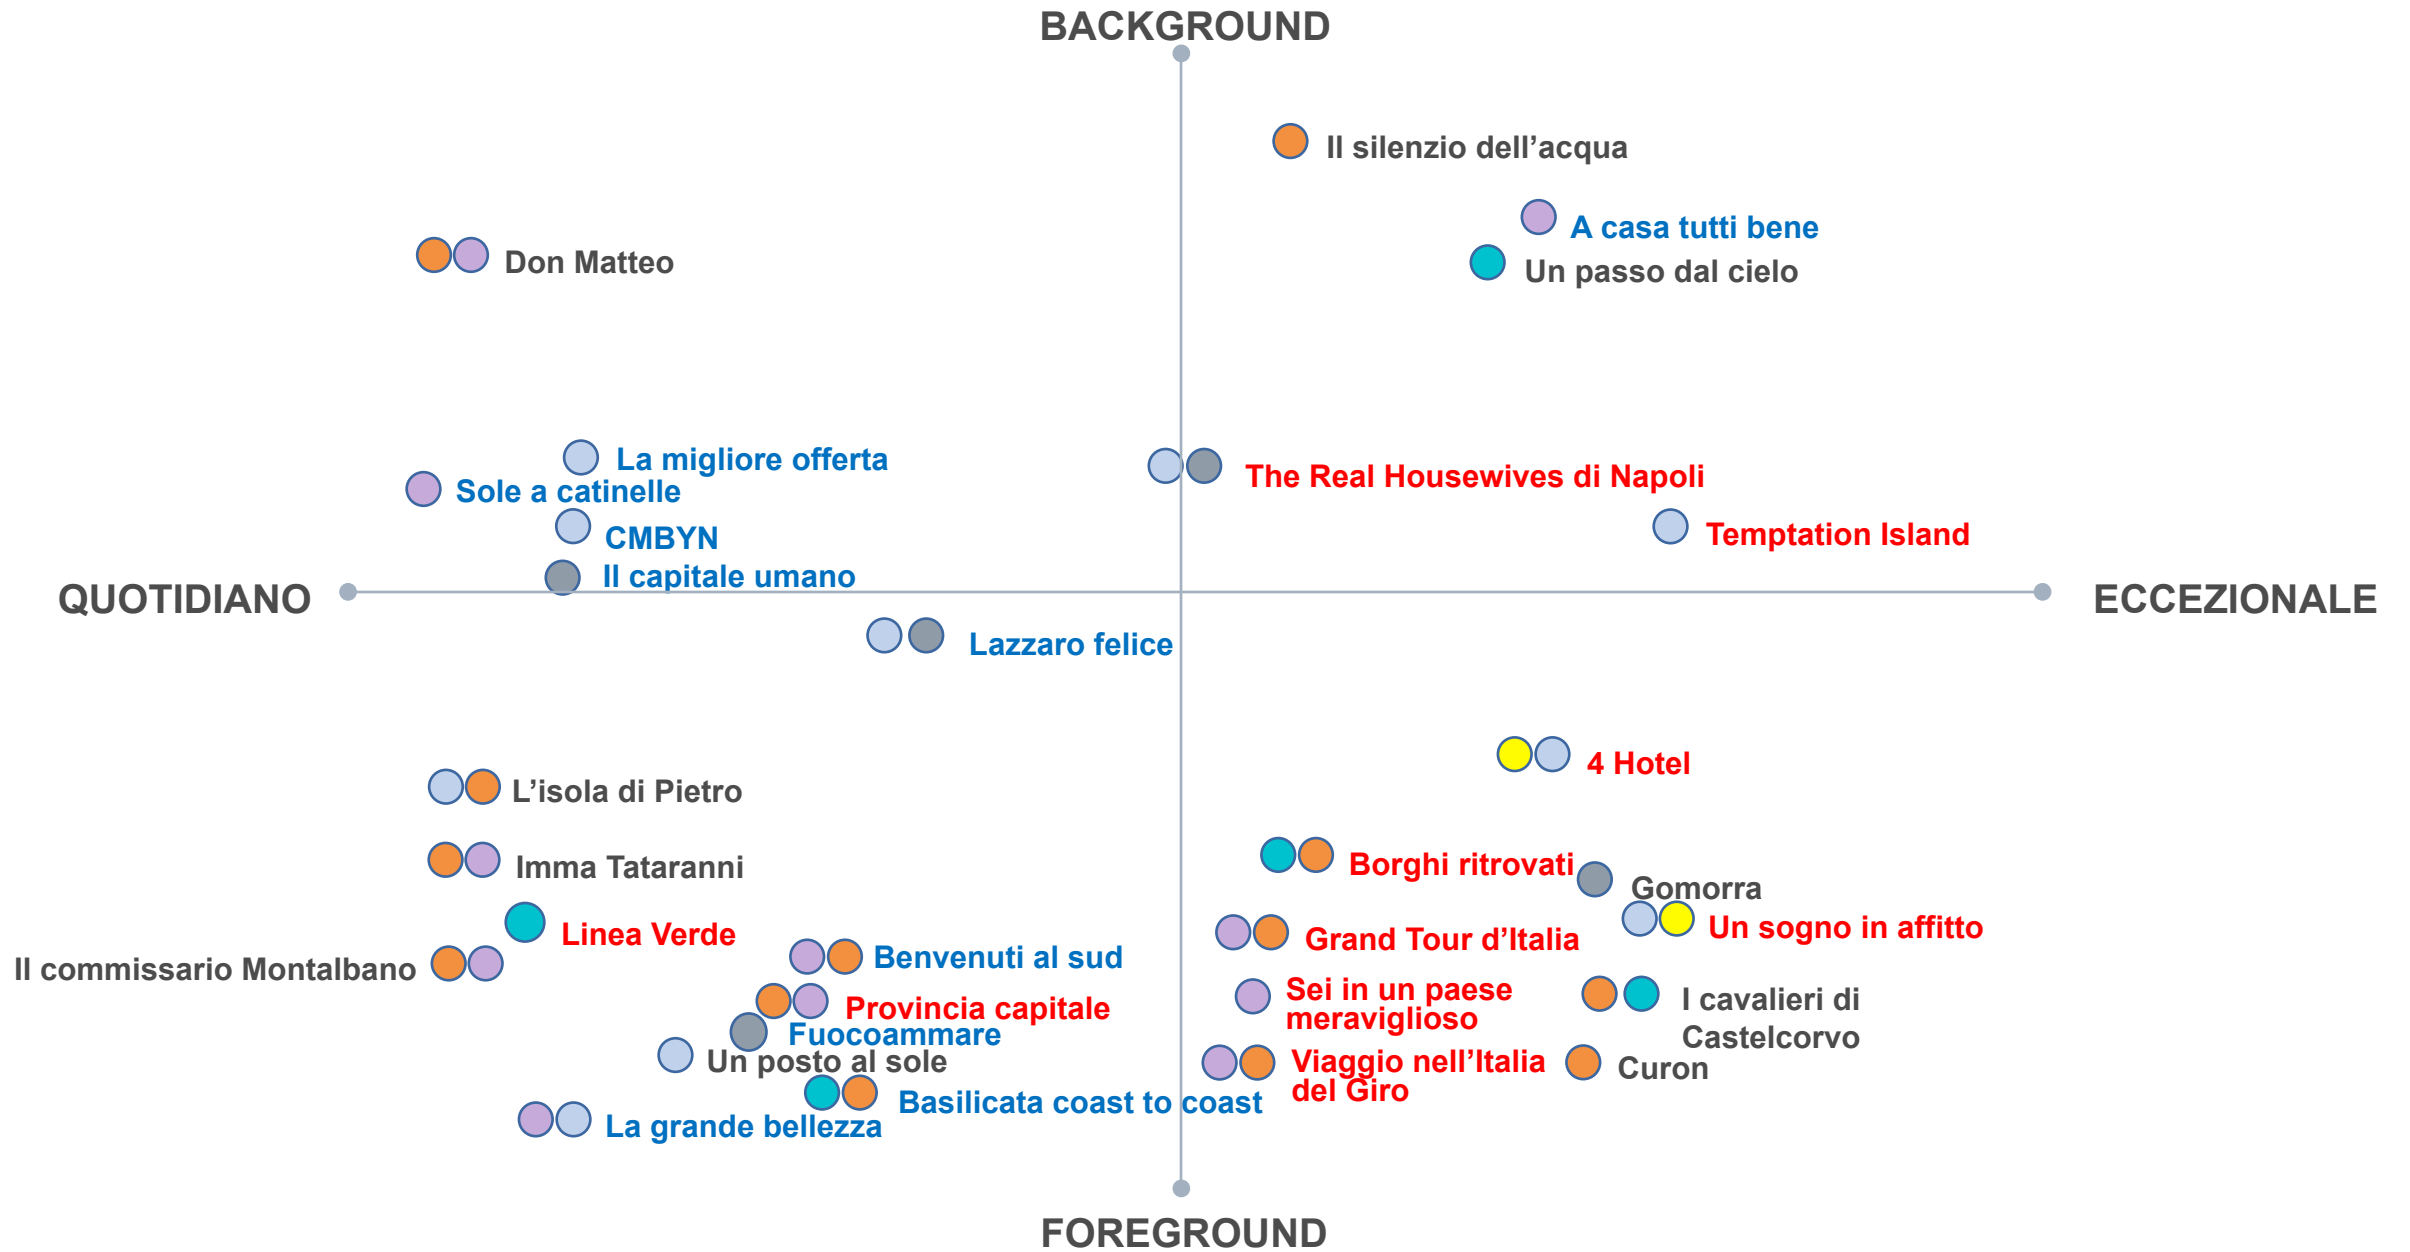 BACKGROUND
Il silenzio dell’acqua
A casa tutti bene
Don Matteo
Un passo dal cielo
La migliore offerta
The Real Housewives di Napoli
Sole a catinelle
CMBYN
Temptation Island
Il capitale umano
QUOTIDIANO
ECCEZIONALE
Lazzaro felice
4 Hotel
L’isola di Pietro
Imma Tataranni
Borghi ritrovati
Gomorra
Linea Verde
Un sogno in affitto
Grand Tour d’Italia
Il commissario Montalbano
Benvenuti al sud
Sei in un paese
meraviglioso
Provincia capitale
I cavalieri di
Castelcorvo
Fuocoammare
Un posto al sole
Viaggio nell’Italia
del Giro
Curon
Basilicata coast to coast
La grande bellezza
FOREGROUND